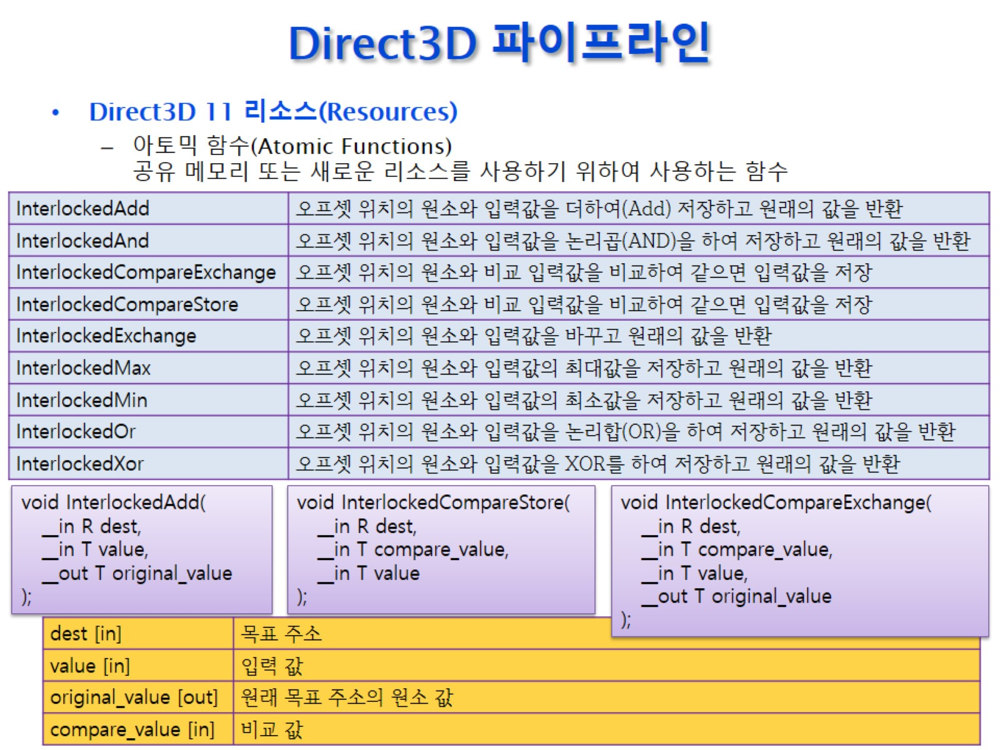 Direct3D 파이프라인
• Direct3D 11 리소스(Resources)
– 아토믹 함수(Atomic Functions)
공유 메모리 또는 새로운 리소스를 사용하기 위하여 사용하는 함수
InterlockedAdd 오프셋 위치의 원소와 입력값을 더하여(Add) 저장하고 원래의 값을 반환
InterlockedAnd 오프셋 위치의 원소와 입력값을 논리곱(AND)을 하여 저장하고 원래의 값을 반환
InterlockedCompareExchange 오프셋 위치의 원소와 비교 입력값을 비교하여 같으면 입력값을 저장
InterlockedCompareStore 오프셋 위치의 원소와 비교 입력값을 비교하여 같으면 입력값을 저장
InterlockedExchange 오프셋 위치의 원소와 입력값을 바꾸고 원래의 값을 반환
InterlockedMax 오프셋 위치의 원소와 입력값의 최대값을 저장하고 원래의 값을 반환
InterlockedMin 오프셋 위치의 원소와 입력값의 최소값을 저장하고 원래의 값을 반환
InterlockedOr 오프셋 위치의 원소와 입력값을 논리합(OR)을 하여 저장하고 원래의 값을 반환
InterlockedXor 오프셋 위치의 원소와 입력값을 XOR를 하여 저장하고 원래의 값을 반환
void InterlockedAdd(
__in R dest,
__in T value,
__out T original_value
);
void InterlockedCompareStore(
__in R dest,
__in T compare_value,
__in T value
);
void InterlockedCompareExchange(
__in R dest,
__in T compare_value,
__in T value,
__out T original_value
);
dest [in] 목표 주소
value [in] 입력 값
original_value [out] 원래 목표 주소의 원소 값
compare_value [in] 비교 값